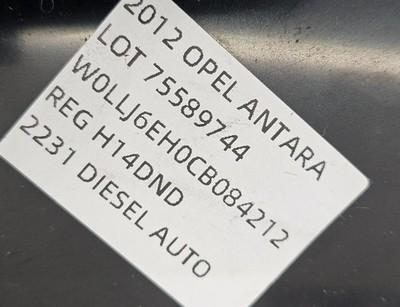 2012 OPEL ANTARA
LOT 75589744
W0LLJ6EH0CB084212
REG H14DND
2231 DIESEL AUTO